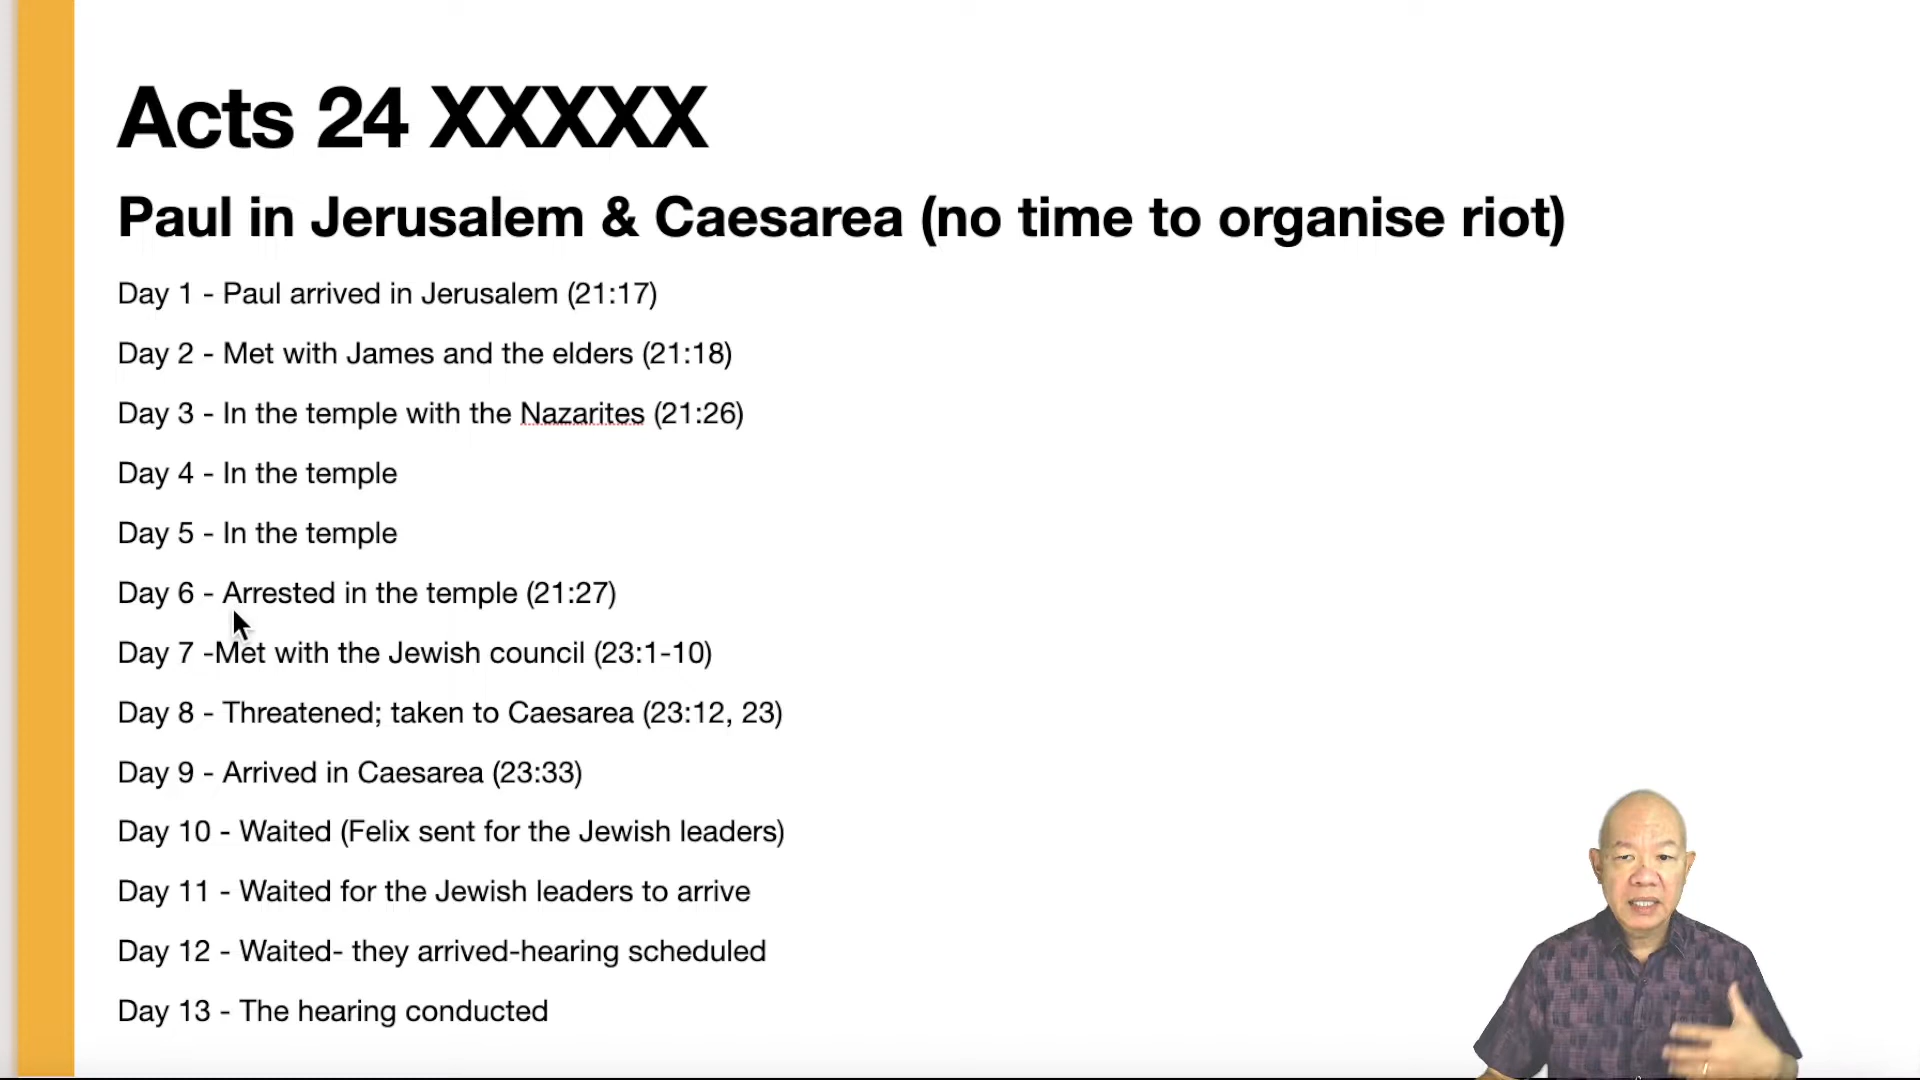 Acts 24 XXXXX
Paul in Jerusalem & Caesarea (no time to organise riot)
Day 1 - Paul arrived in Jerusalem (21:17)
Day 2 - Met with James and the elders (21:18)
Day 3 - In the temple with the Nazarites (21:26)
Day 4 - In the temple
Day 5 - In the temple
Day 6 - Arrested in the temple (21:27)
Day 7 -Met with the Jewish council (23:1-10)
Day 8 - Threatened; taken to Caesarea (23:12, 23)
Day 9 - Arrived in Caesarea (23:33)
Day 10 - Waited (Felix sent for the Jewish leaders)
Day 11 - Waited for the Jewish leaders to arrive
Day 12 - Waited- they arrived-hearing scheduled
Day 13 - The hearing conducted